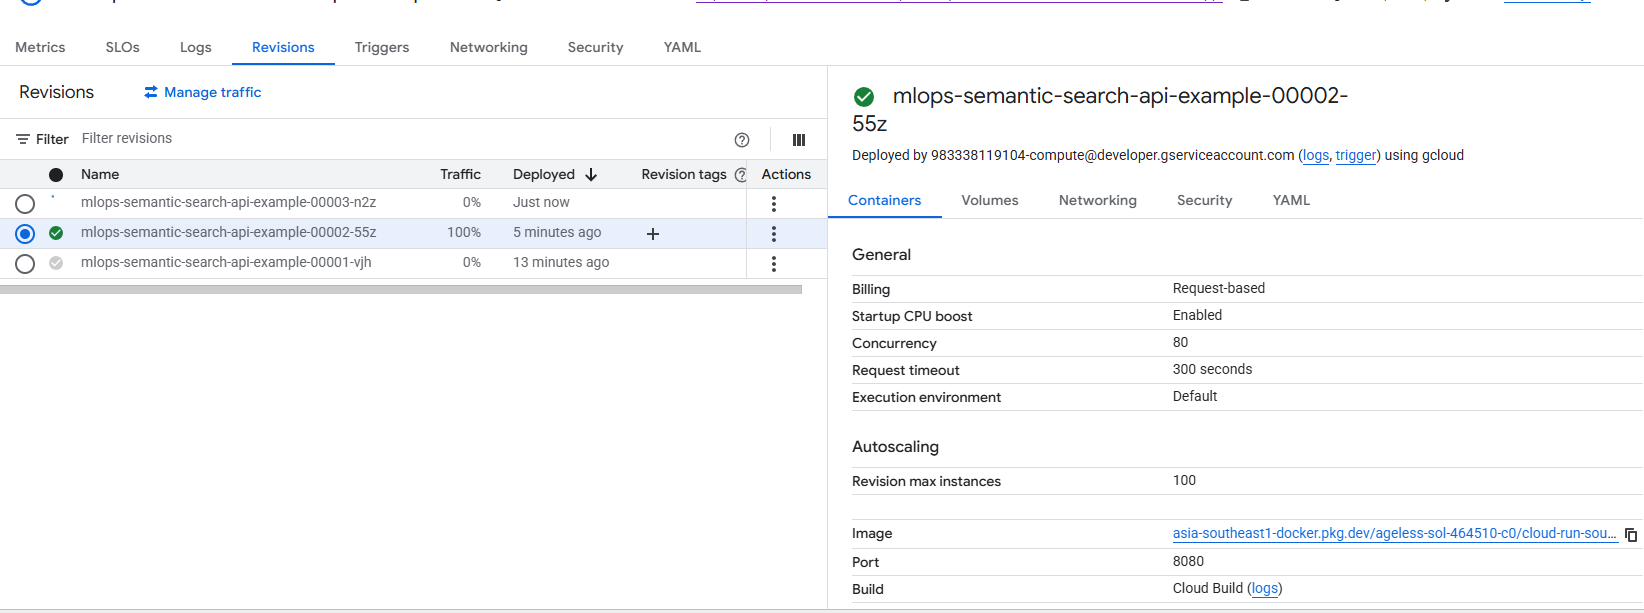 Metrics SLOs Logs Revisions Triggers Networking Security YAML
Revisions Manage traffic
Filter Filter revisions
Name Traffic Deployed Revision tags Actions
mlops-semantic-search-api-example-00003-n2z 0% Just now
mlops-semantic-search-api-example-00002-55z 100% 5 minutes ago
mlops-semantic-search-api-example-00001-vjh 0% 13 minutes ago
mlops-semantic-search-api-example-00002-
55z
Deployed by 983338119104-compute@developer.gserviceaccount.com (logs, trigger) using gcloud
Containers Volumes Networking Security YAML
General
Billing Request-based
Startup CPU boost Enabled
Concurrency 80
Request timeout 300 seconds
Execution environment Default
Autoscaling
Revision max instances 100
Image asia-southeast1-docker.pkg.dev/ageless-sol-464510-c0/cloud-run-sou...
Port 8080
Build Cloud Build (logs)